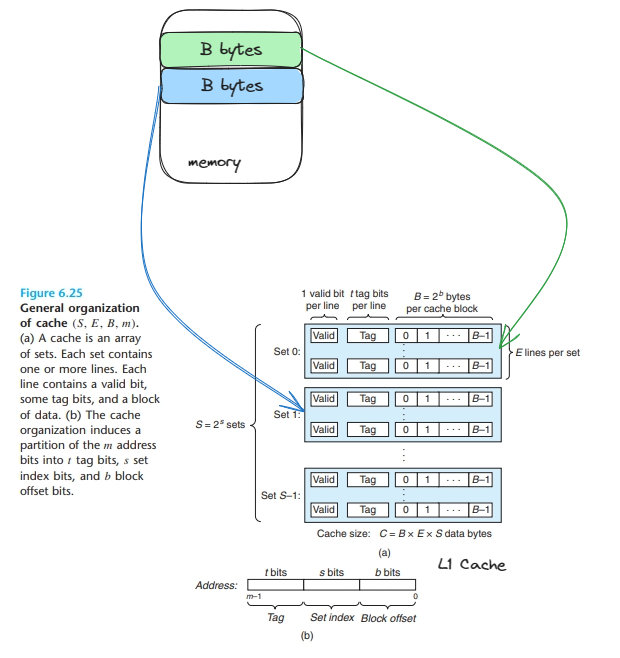 B bytes
B bytes
memory
Figure 6.25
General organization
of cache (S, E, B, m).
(a) A cache is an array
of sets. Each set contains
one or more lines. Each
line contains a valid bit,
some tag bits, and a block
of data. (b) The cache
organization induces a
partition of the m address
bits into t tag bits, s set
index bits, and b block
offset bits.
1 valid bit
per line
t tag bits
per line
B = 2ᵇ bytes
per cache block
S = 2ˢ sets
Set 0:
Valid Tag 0 1 · · · B–1
⋮
Valid Tag 0 1 · · · B–1
E lines per set
Set 1:
Valid Tag 0 1 · · · B–1
⋮
Valid Tag 0 1 · · · B–1
⋮
Set S–1:
Valid Tag 0 1 · · · B–1
⋮
Valid Tag 0 1 · · · B–1
Cache size: C = B × E × S data bytes
(a)
L1 Cache
t bits s bits b bits
Address:
m–1 0
Tag Set index Block offset
(b)